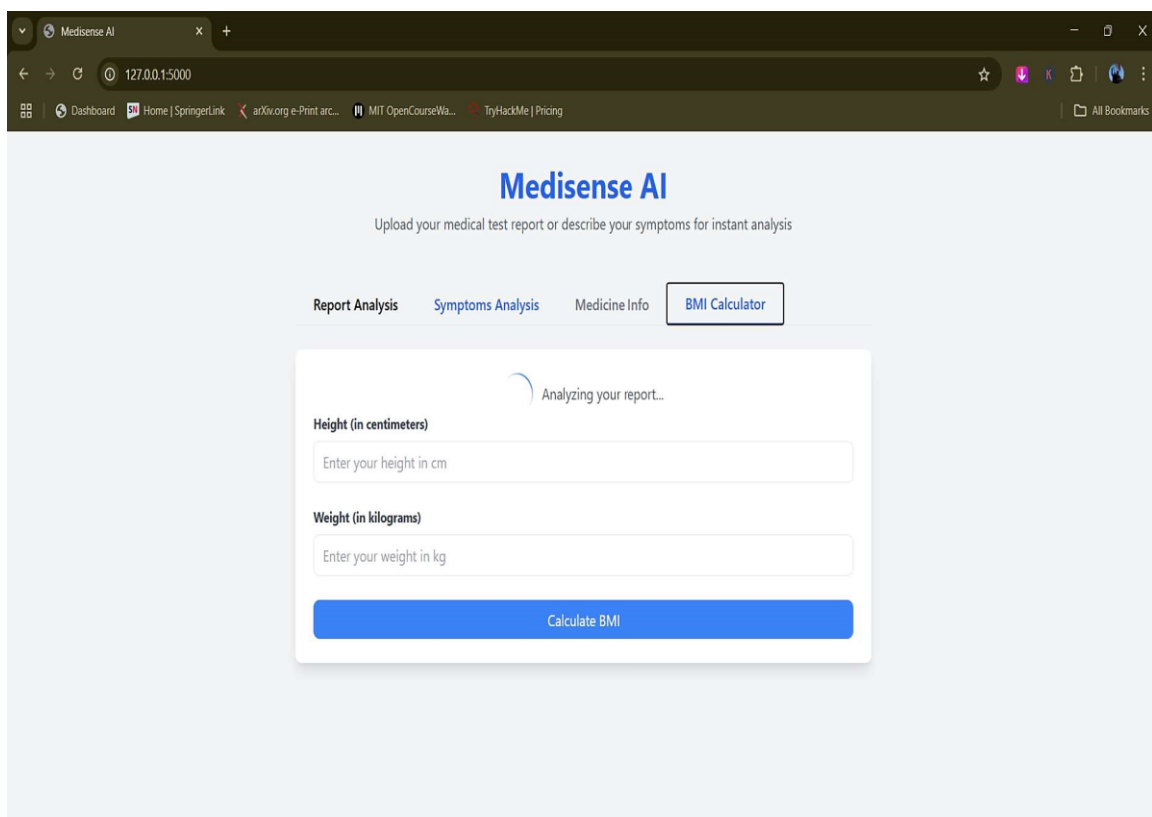 Medisense AI
127.0.0.1:5000
Dashboard SN Home | SpringerLink arXiv.org e-Print arc... MIT OpenCourseWa... TryHackMe | Pricing All Bookmarks
Medisense AI
Upload your medical test report or describe your symptoms for instant analysis
Report Analysis Symptoms Analysis Medicine Info BMI Calculator
Analyzing your report...
Height (in centimeters)
Enter your height in cm
Weight (in kilograms)
Enter your weight in kg
Calculate BMI